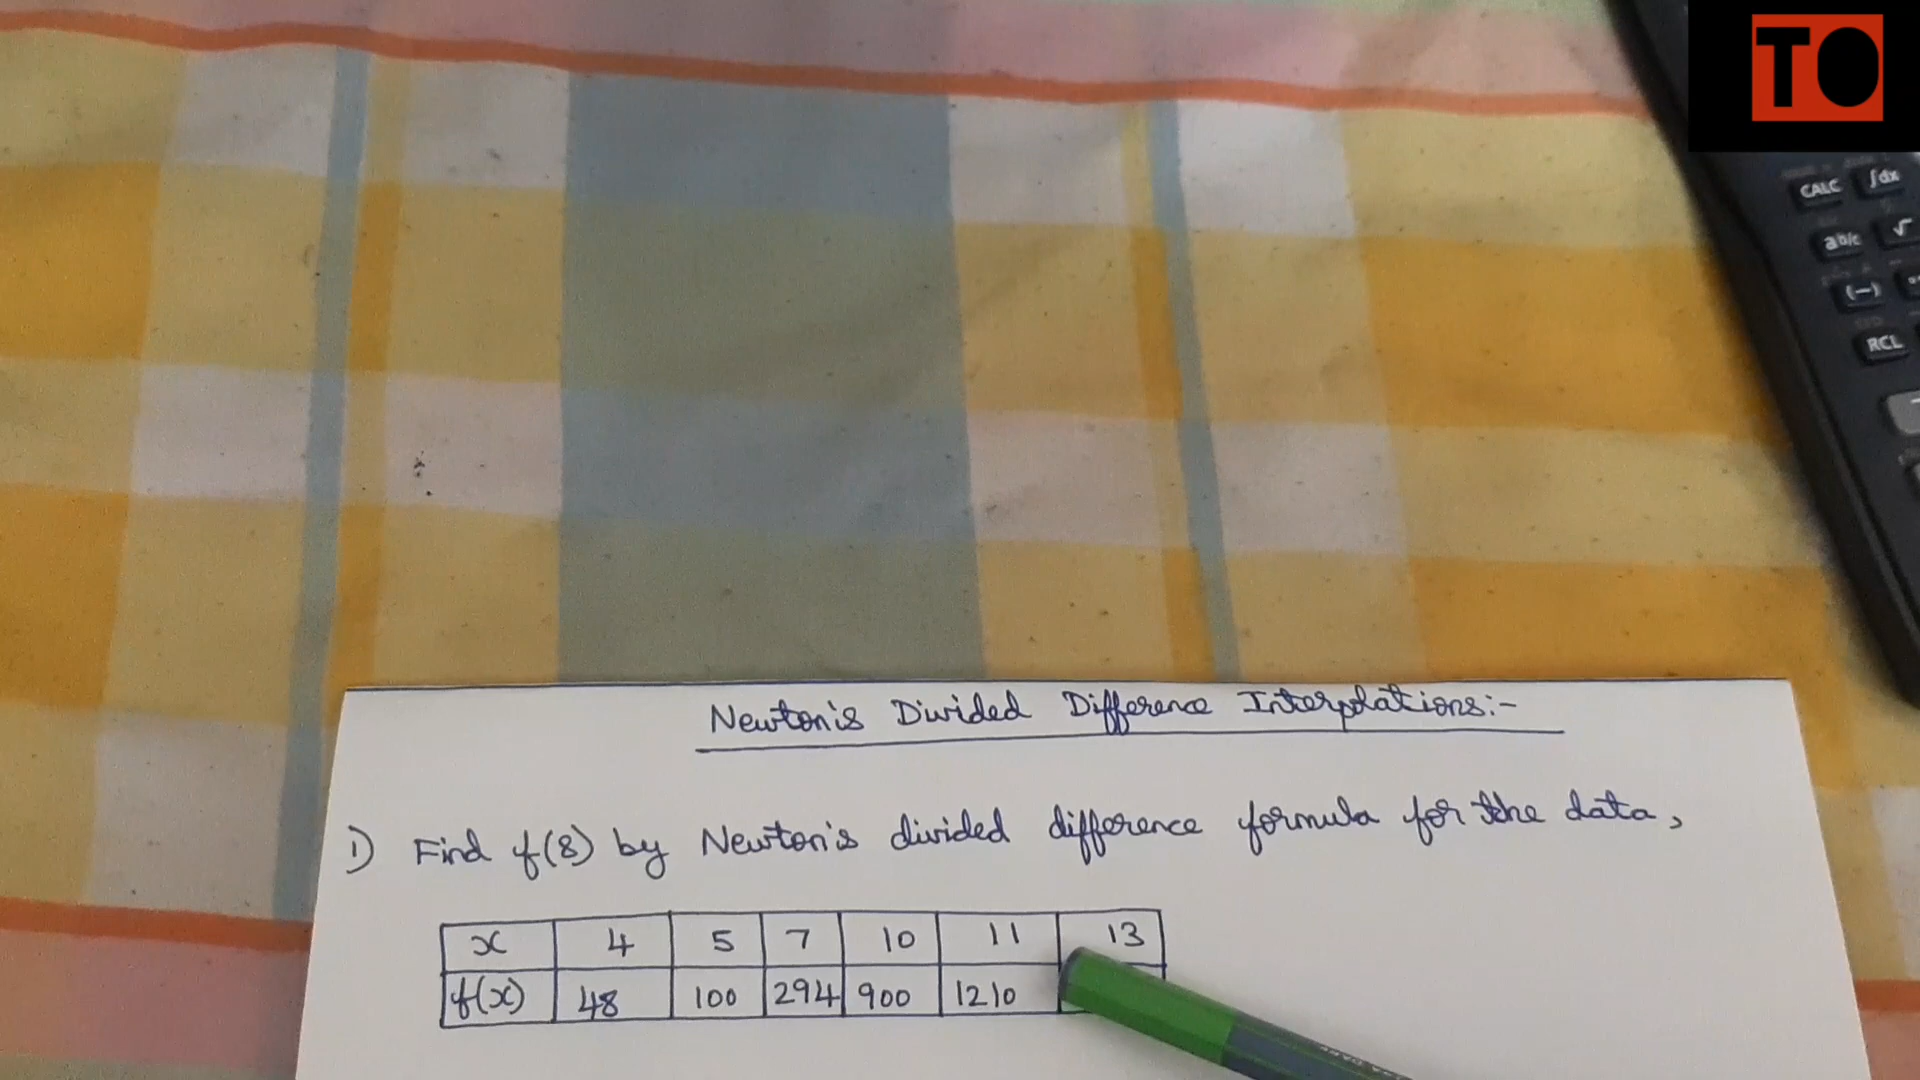 TO
CALC ∫dx
ab/c √
(−)
RCL
Newton's Divided Difference Interpolations:-
1) Find f(8) by Newton's divided difference formula for the data,
x 4 5 7 10 11 13
f(x) 48 100 294 900 1210